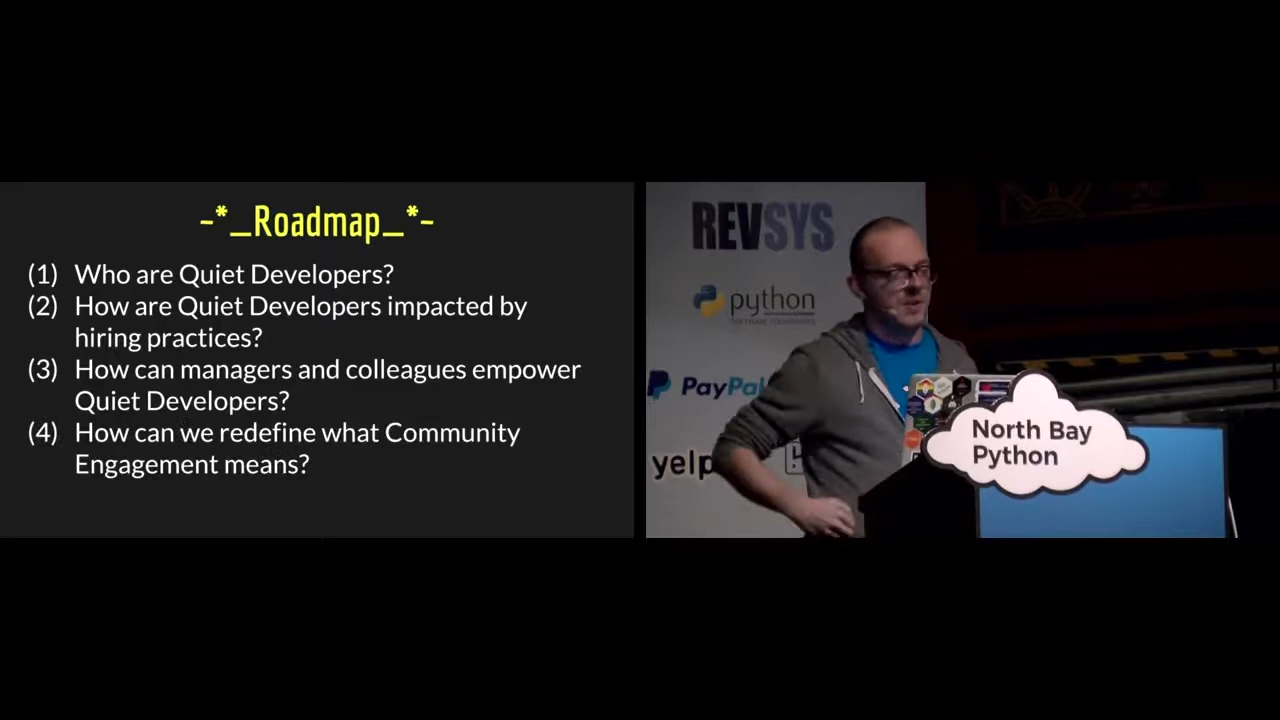 ~*_Roadmap_*~
(1) Who are Quiet Developers?
(2) How are Quiet Developers impacted by
hiring practices?
(3) How can managers and colleagues empower
Quiet Developers?
(4) How can we redefine what Community
Engagement means?
REVSYS
python
PayPal
yelp
North Bay
Python